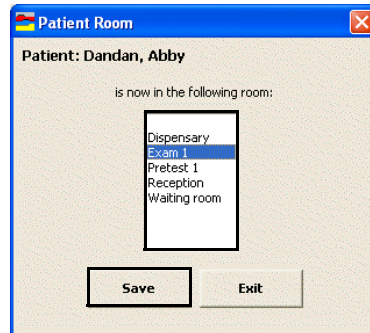 Patient Room
Patient: Dandan, Abby
is now in the following room:
Dispensary
Exam 1
Pretest 1
Reception
Waiting room
Save Exit